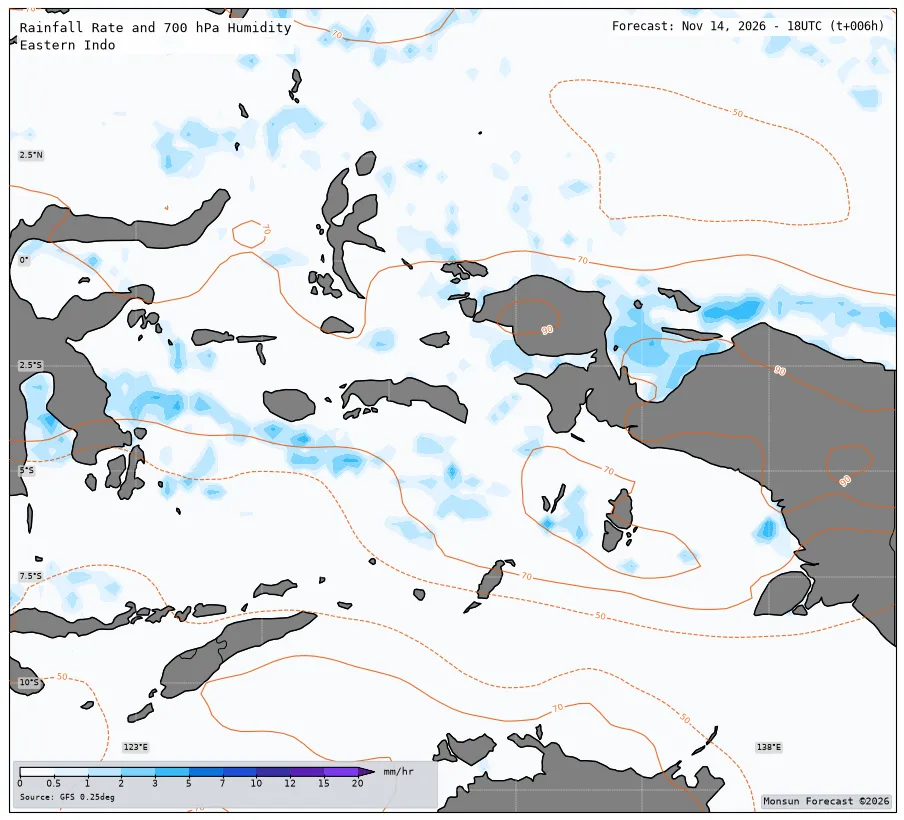 Rainfall Rate and 700 hPa Humidity
Eastern Indo
Forecast: Nov 14, 2026 - 18UTC (t+006h)
70
50
2.5°N
4
70
0°
70
90
2.5°S
90
70
5°S
90
7.5°S
70
50
10°S
50
70
50
123°E
138°E
mm/hr
0 0.5 1 2 3 5 7 10 12 15 20
Source: GFS 0.25deg
Monsun Forecast ©2026